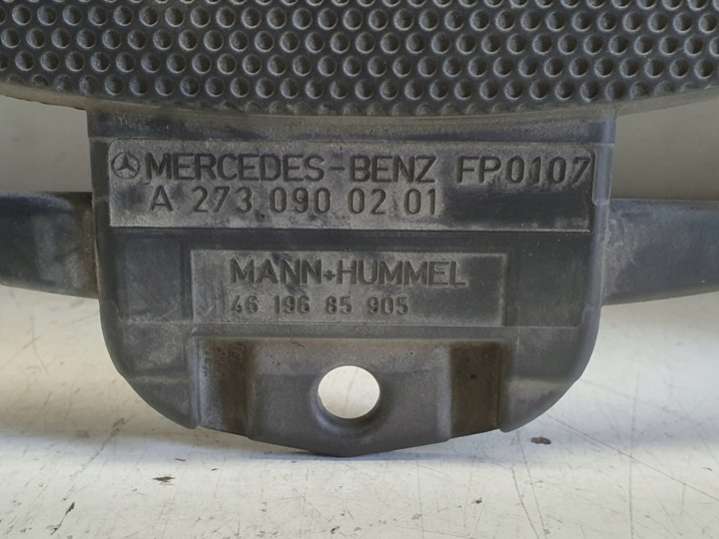 MERCEDES-BENZ FP0107
A 273 090 02 01
MANN+HUMMEL
46 196 85 905